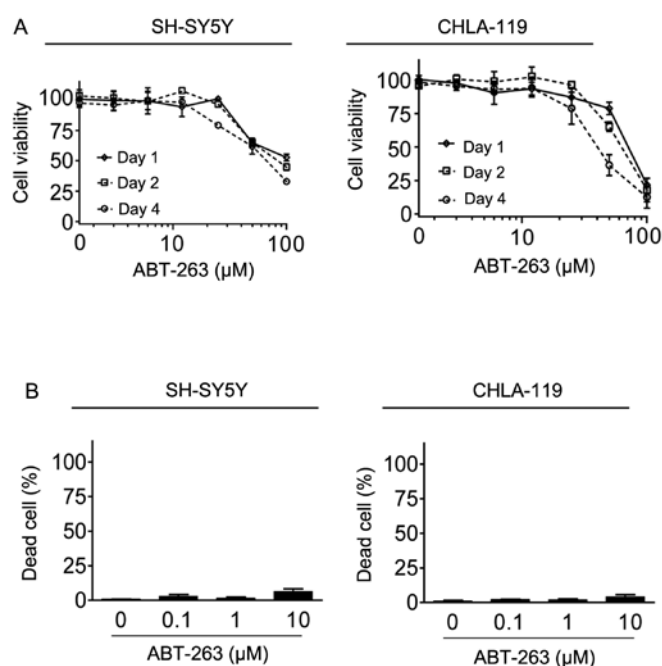 A SH-SY5Y CHLA-119
Cell viability
100
75
50
25
Day 1
Day 2
Day 4
0 10 100
ABT-263 (µM)
Cell viability
100
75
50
25
0
Day 1
Day 2
Day 4
0 10 100
ABT-263 (µM)
B SH-SY5Y CHLA-119
Dead cell (%)
100
75
50
25
0
0 0.1 1 10
ABT-263 (µM)
Dead cell (%)
100
75
50
25
0
0 0.1 1 10
ABT-263 (µM)